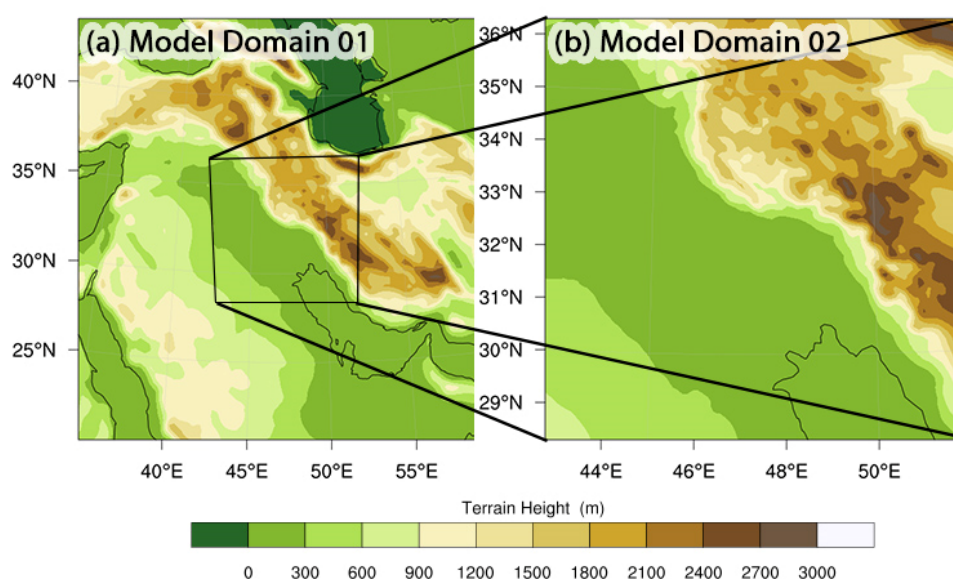 (a) Model Domain 01
(b) Model Domain 02
40°N
35°N
30°N
25°N
40°E 45°E 50°E 55°E
36°N
35°N
34°N
33°N
32°N
31°N
30°N
29°N
44°E 46°E 48°E 50°E
Terrain Height (m)
0 300 600 900 1200 1500 1800 2100 2400 2700 3000